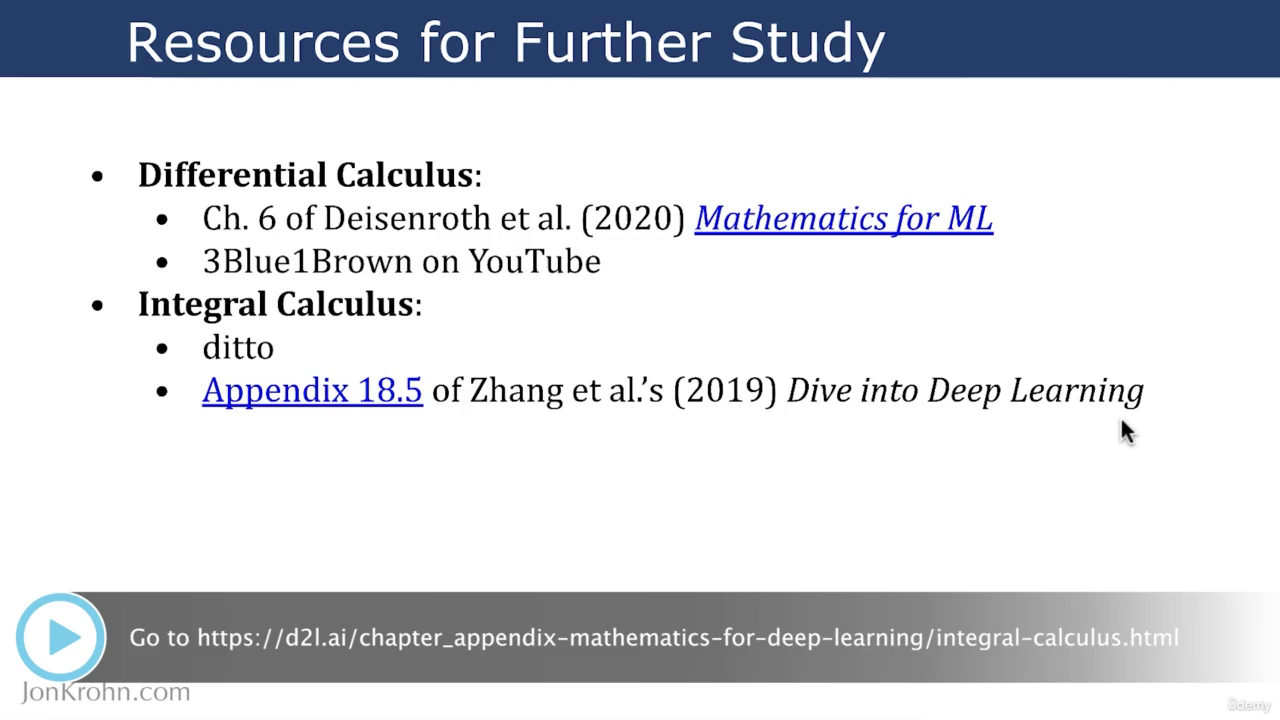 Resources for Further Study
• Differential Calculus:
• Ch. 6 of Deisenroth et al. (2020) Mathematics for ML
• 3Blue1Brown on YouTube
• Integral Calculus:
• ditto
• Appendix 18.5 of Zhang et al.’s (2019) Dive into Deep Learning
Go to https://d2l.ai/chapter_appendix-mathematics-for-deep-learning/integral-calculus.html
JonKrohn.com
ûdemy